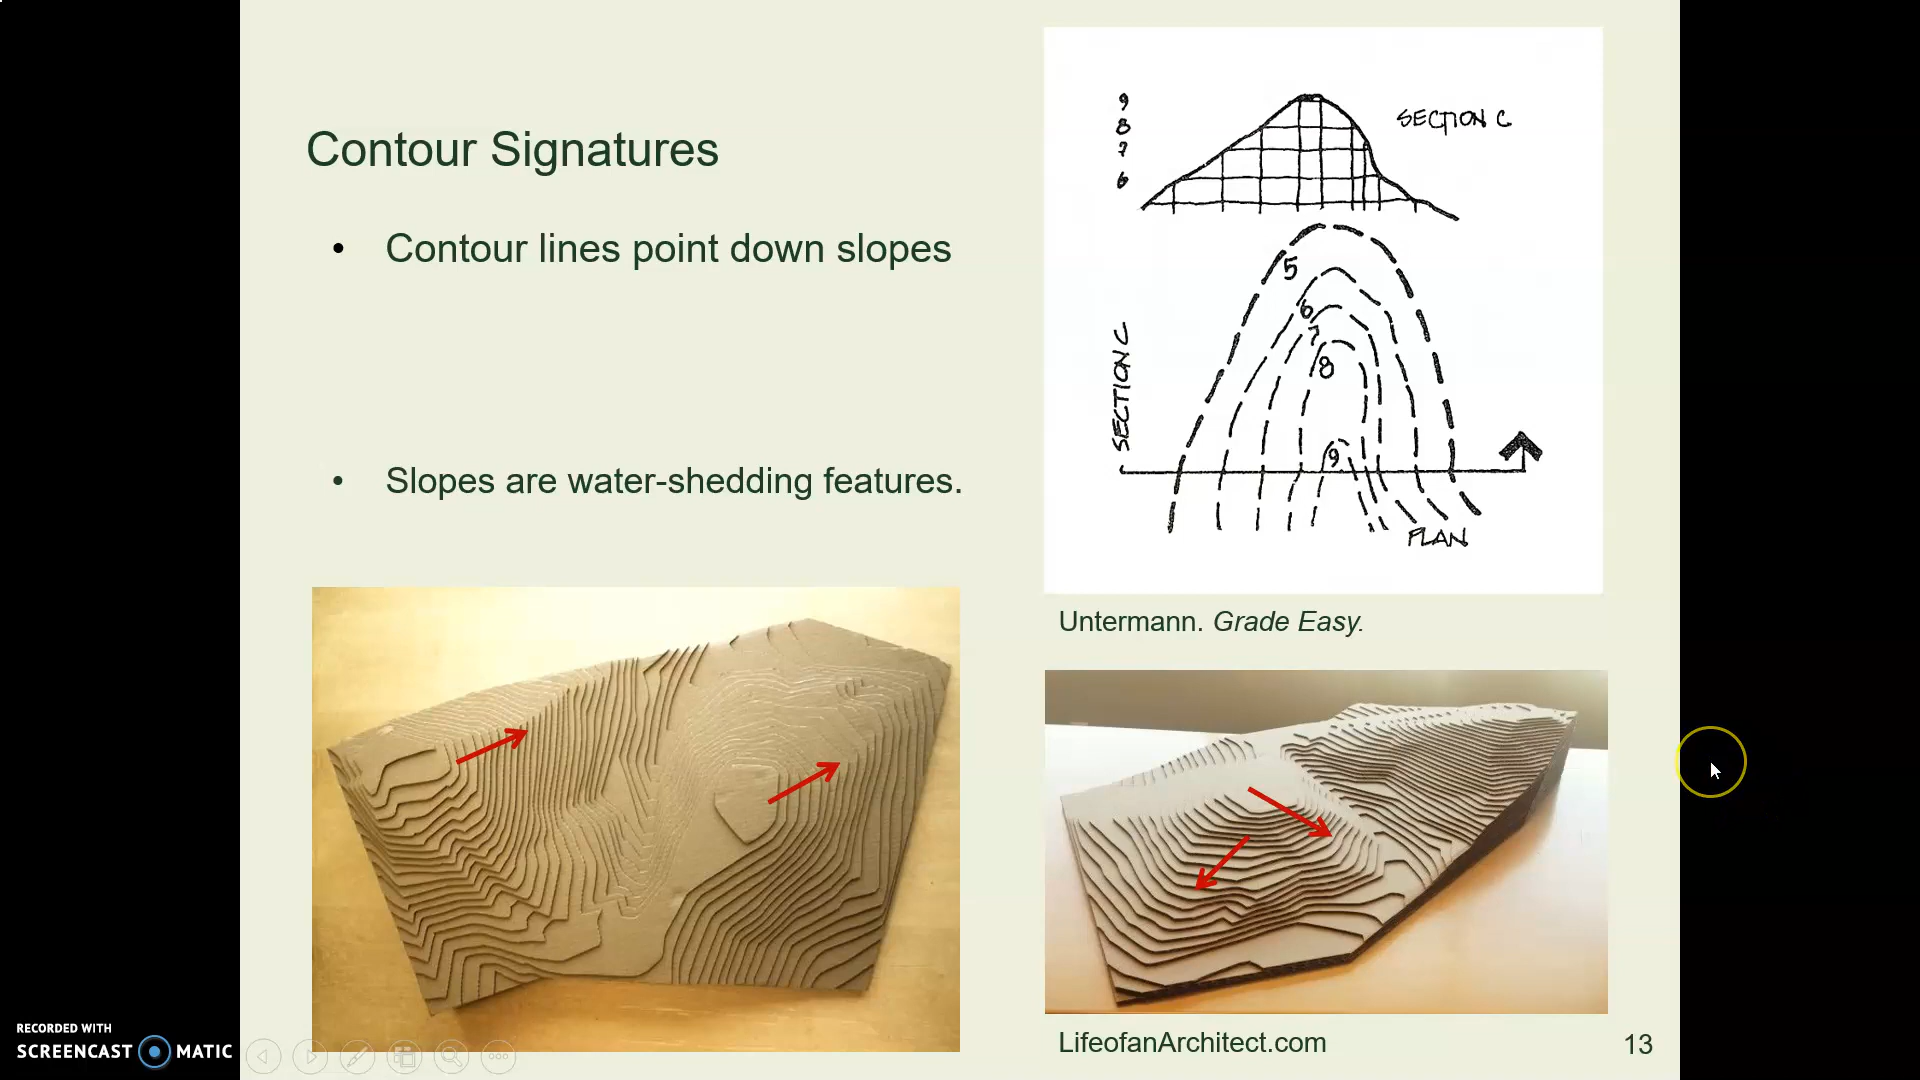 Contour Signatures
• Contour lines point down slopes
• Slopes are water-shedding features.
9
8
7
6
SECTION C
5
6
7
8
9
SECTION C
PLAN
Untermann. Grade Easy.
LifeofanArchitect.com
13
RECORDED WITH
SCREENCAST MATIC